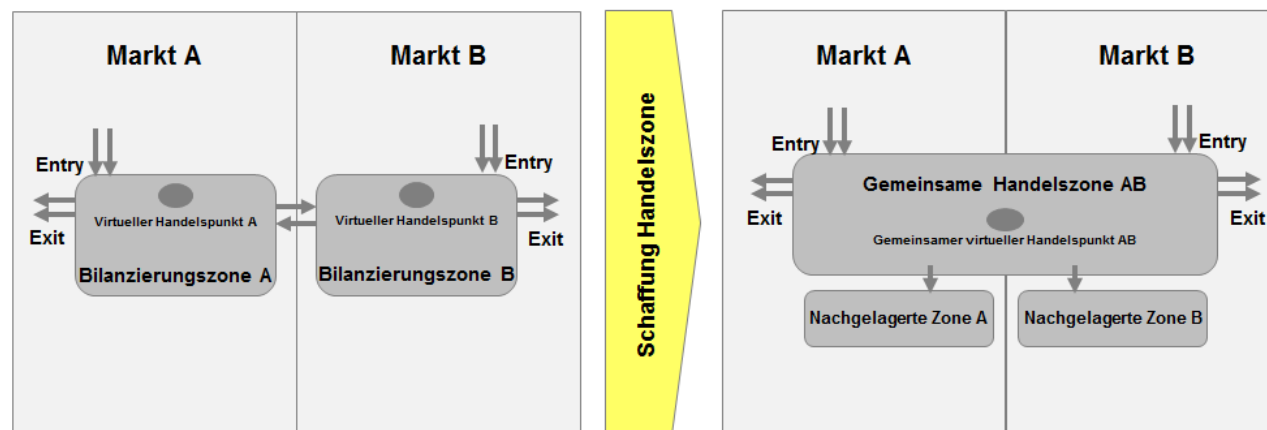 Markt A
Markt B
Entry
Entry
Virtueller Handelspunkt A
Virtueller Handelspunkt B
Exit
Exit
Bilanzierungszone A
Bilanzierungszone B
Schaffung Handelszone
Markt A
Markt B
Entry
Entry
Gemeinsame Handelszone AB
Exit
Exit
Gemeinsamer virtueller Handelspunkt AB
Nachgelagerte Zone A
Nachgelagerte Zone B